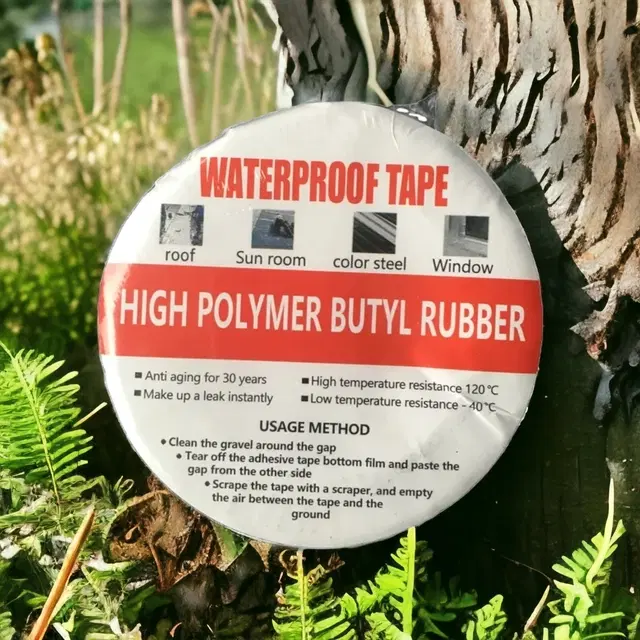 WATERPROOF TAPE
roof Sun room color steel Window
HIGH POLYMER BUTYL RUBBER
Anti aging for 30 years
Make up a leak instantly
High temperature resistance 120℃
Low temperature resistance - 40℃
USAGE METHOD
Clean the gravel around the gap
Tear off the adhesive tape bottom film and paste the
gap from the other side
Scrape the tape with a scraper, and empty
the air between the tape and the
ground